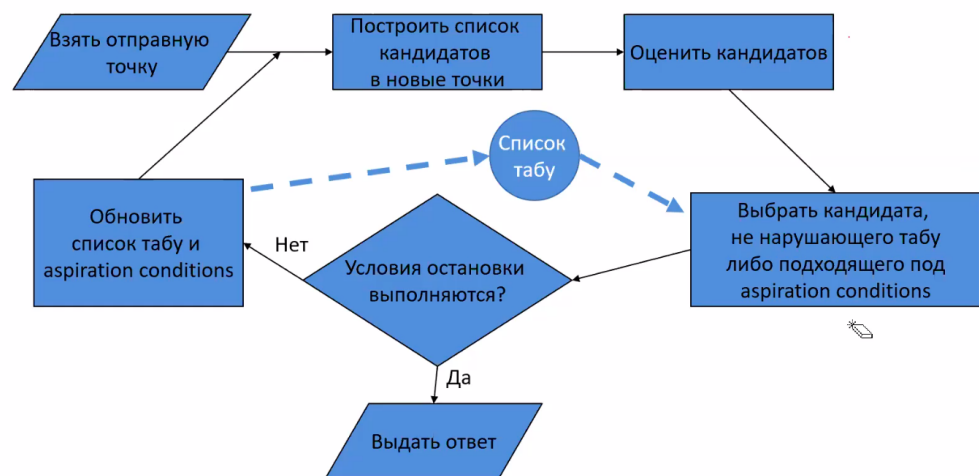 Взять отправную
точку
Построить список
кандидатов
в новые точки
Оценить кандидатов
Список
табу
Обновить
список табу и
aspiration conditions
Нет
Условия остановки
выполняются?
Выбрать кандидата,
не нарушающего табу
либо подходящего под
aspiration conditions
Да
Выдать ответ